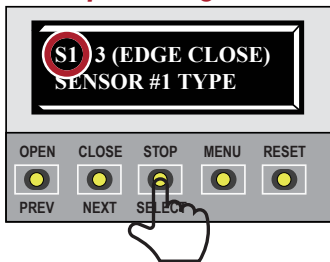 S1 3 (EDGE CLOSE)
SENSOR #1 TYPE
OPEN CLOSE STOP MENU RESET
PREV NEXT SELECT